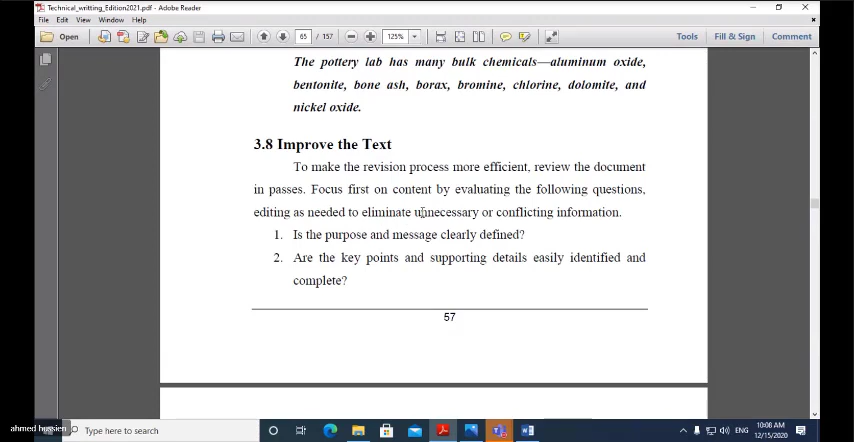 Technical_writting_Edition2021.pdf - Adobe Reader
File Edit View Window Help
Open 65 / 157 125% Tools Fill & Sign Comment
The pottery lab has many bulk chemicals—aluminum oxide,
bentonite, bone ash, borax, bromine, chlorine, dolomite, and
nickel oxide.
3.8 Improve the Text
To make the revision process more efficient, review the document
in passes. Focus first on content by evaluating the following questions,
editing as needed to eliminate unnecessary or conflicting information.
1. Is the purpose and message clearly defined?
2. Are the key points and supporting details easily identified and
complete?
57
ahmed hussien
Type here to search
ENG
10:08 AM
12/15/2020